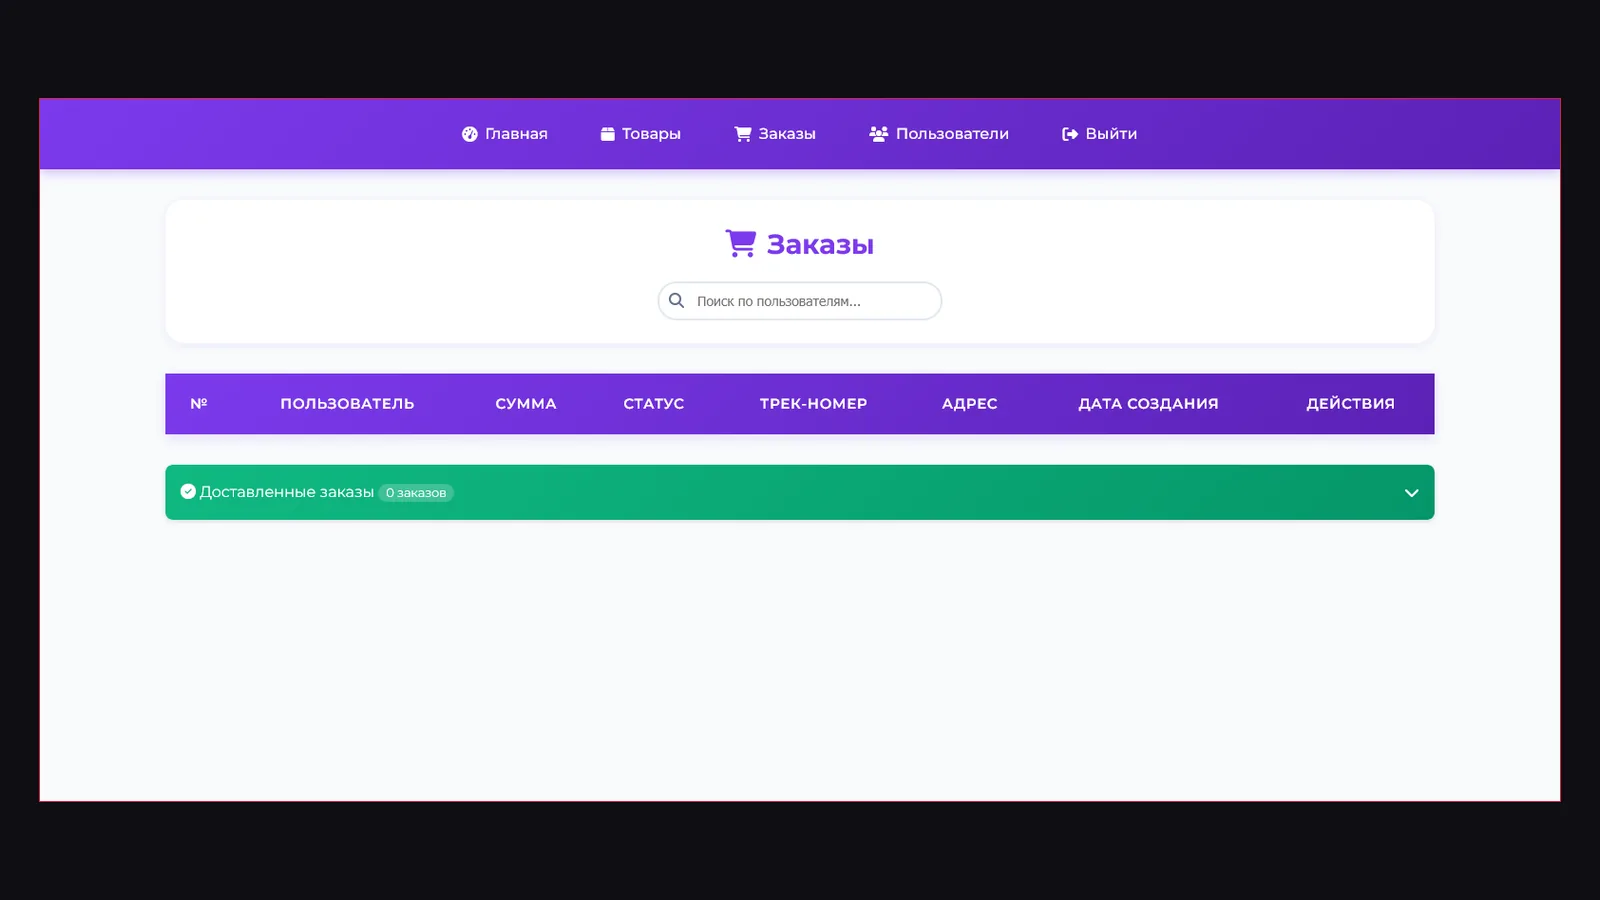 Главная Товары Заказы Пользователи Выйти
Заказы
Поиск по пользователям...
№ ПОЛЬЗОВАТЕЛЬ СУММА СТАТУС ТРЕК-НОМЕР АДРЕС ДАТА СОЗДАНИЯ ДЕЙСТВИЯ
Доставленные заказы 0 заказов